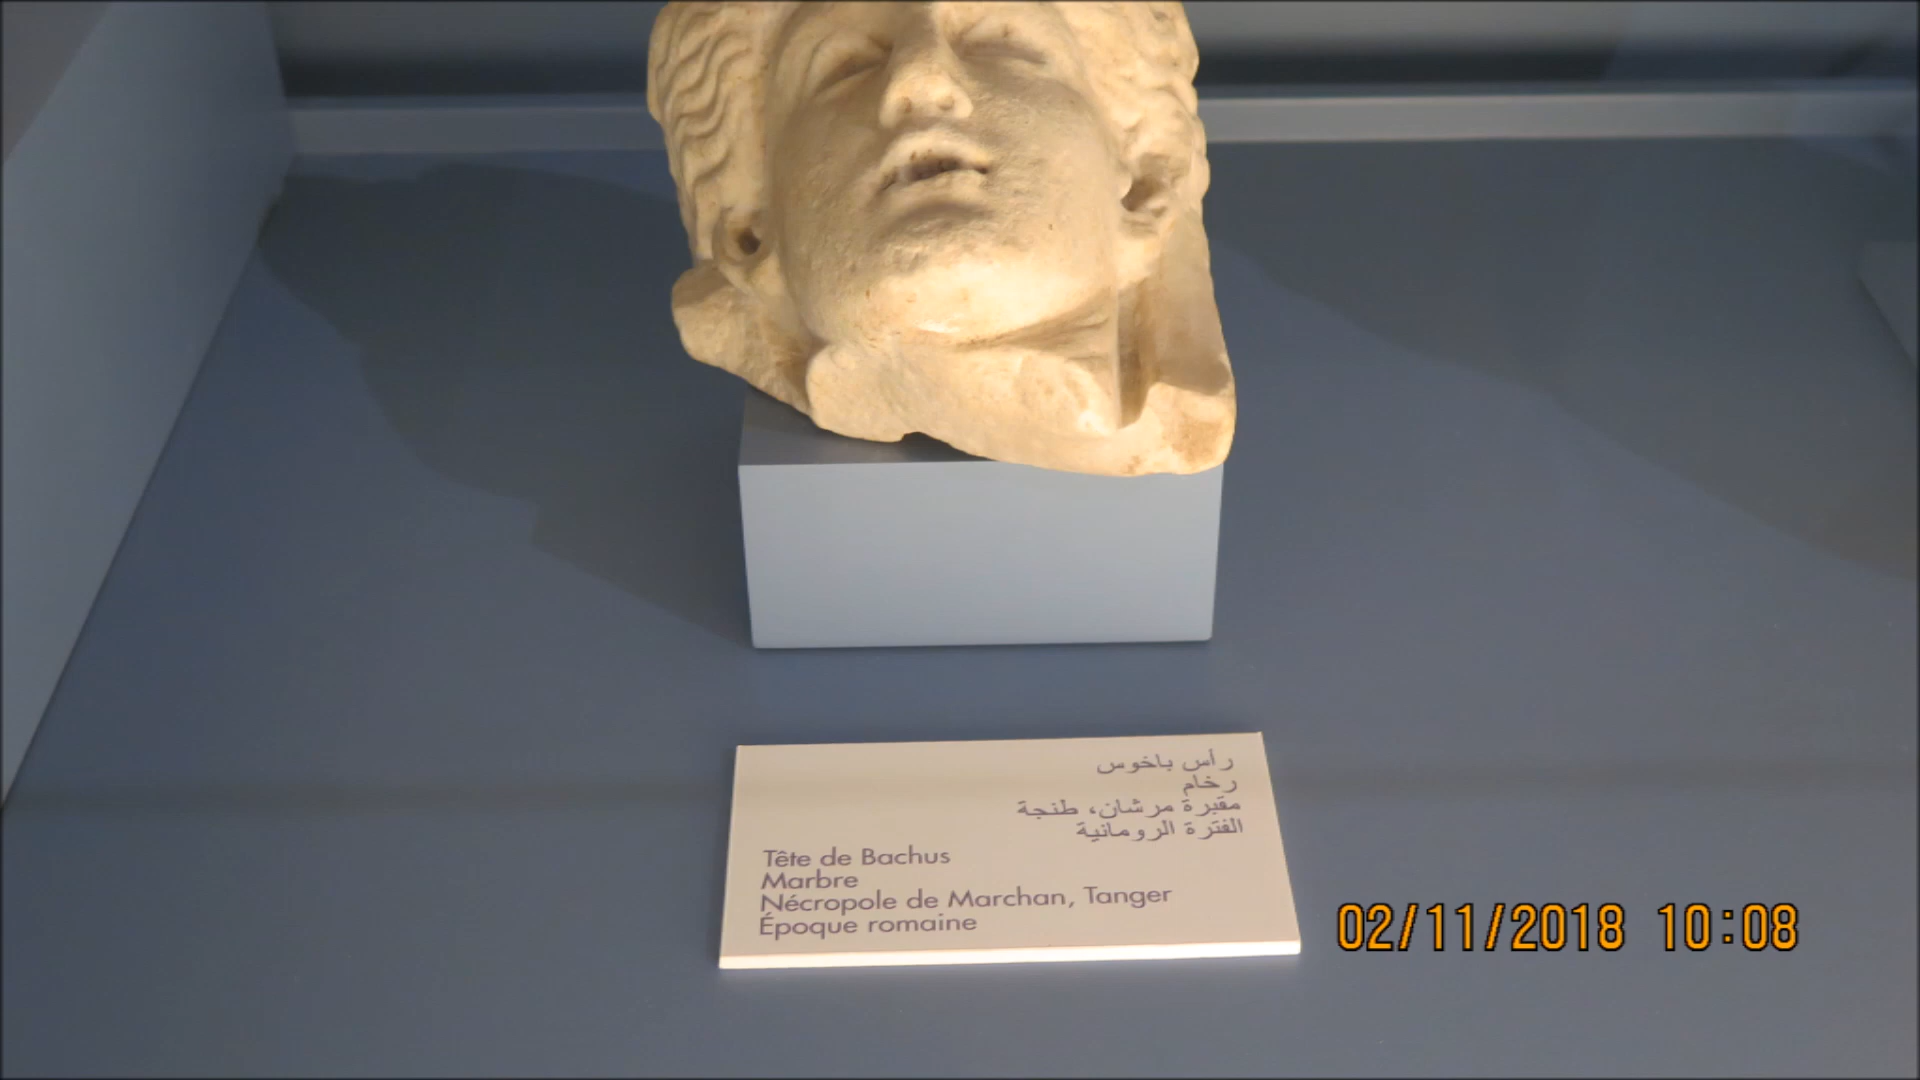 رأس باخوس
رخام
مقبرة مرشان، طنجة
الفترة الرومانية
Tête de Bachus
Marbre
Nécropole de Marchan, Tanger
Époque romaine
02/11/2018 10:08